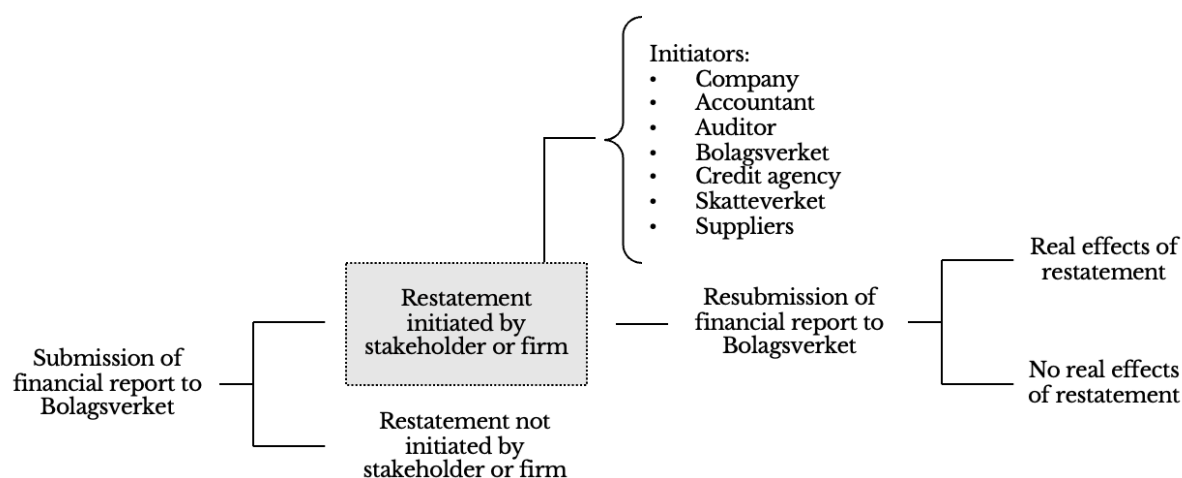 Initiators:
• Company
• Accountant
• Auditor
• Bolagsverket
• Credit agency
• Skatteverket
• Suppliers
Submission of
financial report to
Bolagsverket
Restatement
initiated by
stakeholder or firm
Restatement not
initiated by
stakeholder or firm
Resubmission of
financial report to
Bolagsverket
Real effects of
restatement
No real effects
of restatement